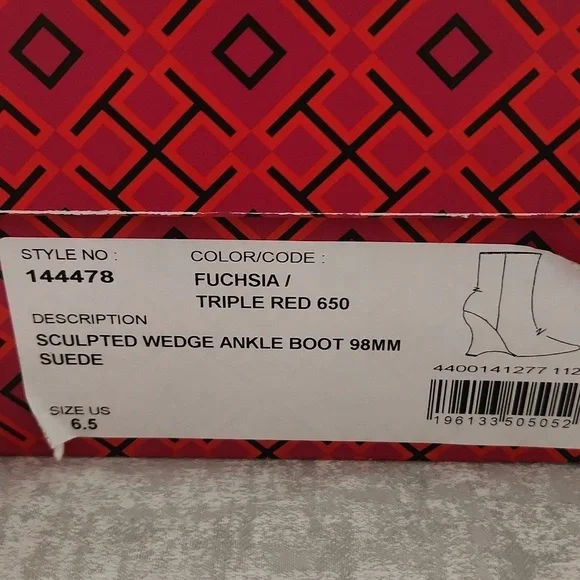 STYLE NO : COLOR/CODE :
144478 FUCHSIA /
TRIPLE RED 650
DESCRIPTION
SCULPTED WEDGE ANKLE BOOT 98MM
SUEDE
4400141277 112
SIZE US
6.5
196133 505052